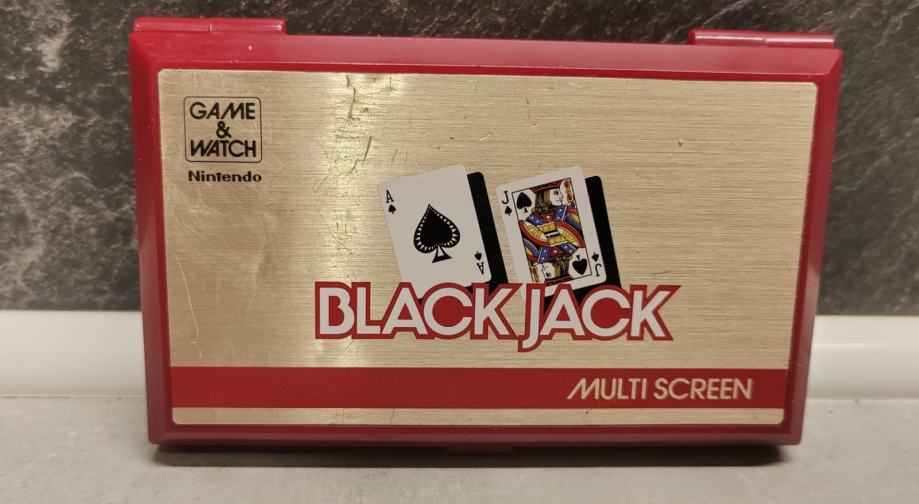 GAME
&
WATCH
Nintendo
A
A
J
J
BLACK JACK
MULTI SCREEN